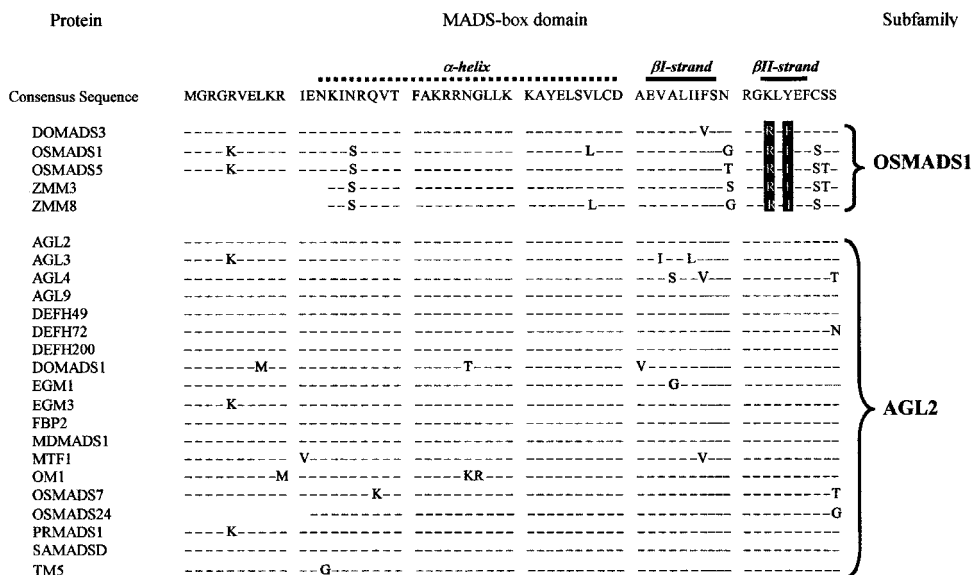 Protein MADS-box domain Subfamily
α-helix βI-strand βII-strand
Consensus Sequence MGRGRVELKR IENKINRQVT FAKRRNGLLK KAYELSVLCD AEVALIIFSN RGKLYEFCSS
DOMADS3 ---------- ---------- ---------- ---------- -------V-- --R-I-----
OSMADS1 ----K----- -----S---- ---------- ------L--- ---------G --R-I--S--
OSMADS5 ----K----- -----S---- ---------- ---------- ---------T --R-I--ST-
ZMM3 ---------- --S---- ---------- ---------- ---------S --R-I--ST-
ZMM8 ---------- --S---- ---------- ------L--- ---------G --R-I--S--
OSMADS1
AGL2 ---------- ---------- ---------- ---------- ---------- ----------
AGL3 ----K----- ---------- ---------- ---------- --I--L---- ----------
AGL4 ---------- ---------- ---------- ---------- ---S--V--- ---------T
AGL9 ---------- ---------- ---------- ---------- ---------- ----------
DEFH49 ---------- ---------- ---------- ---------- ---------- ----------
DEFH72 ---------- ---------- ---------- ---------- ---------- ---------N
DEFH200 ---------- ---------- ---------- ---------- ---------- ----------
DOMADS1 -------M-- ---------- -----T---- ---------- V--------- ----------
EGM1 ---------- ---------- ---------- ---------- ---G------ ----------
EGM3 ----K----- ---------- ---------- ---------- ---------- ----------
FBP2 ---------- ---------- ---------- ---------- ---------- ----------
MDMADS1 ---------- ---------- ---------- ---------- ---------- ----------
MTF1 ---------- V--------- ---------- ---------- ------V--- ----------
OM1 ---------M ---------- -----KR--- ---------- ---------- ----------
OSMADS7 ---------- -------K-- ---------- ---------- ---------- ---------T
OSMADS24 ---------- --------- ---------- ---------- ---------- ---------G
PRMADS1 ----K----- ---------- ---------- ---------- ---------- ----------
SAMADSD ---------- ---------- ---------- ---------- ---------- ----------
TM5 ---------- --G------- ---------- ---------- ---------- ----------
AGL2